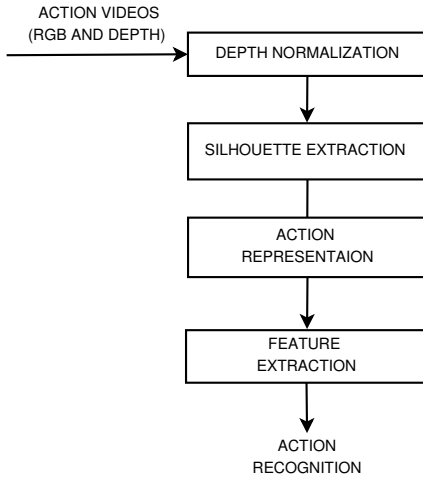 ACTION VIDEOS
(RGB AND DEPTH)
DEPTH NORMALIZATION
SILHOUETTE EXTRACTION
ACTION
REPRESENTAION
FEATURE
EXTRACTION
ACTION
RECOGNITION